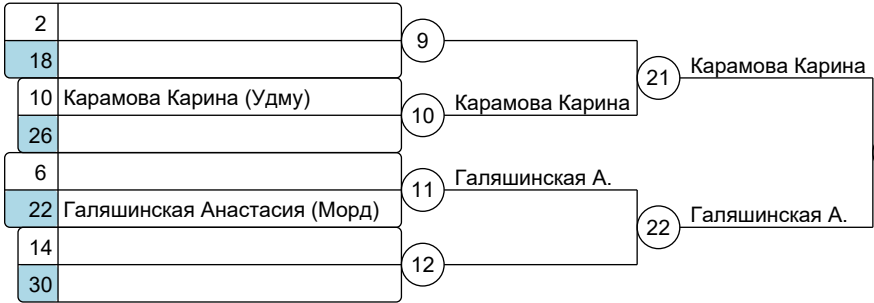 2
9
18
21 Карамова Карина
10 Карамова Карина (Удму)
10 Карамова Карина
26
6
11 Галяшинская А.
22 Галяшинская Анастасия (Морд)
22 Галяшинская А.
14
12
30